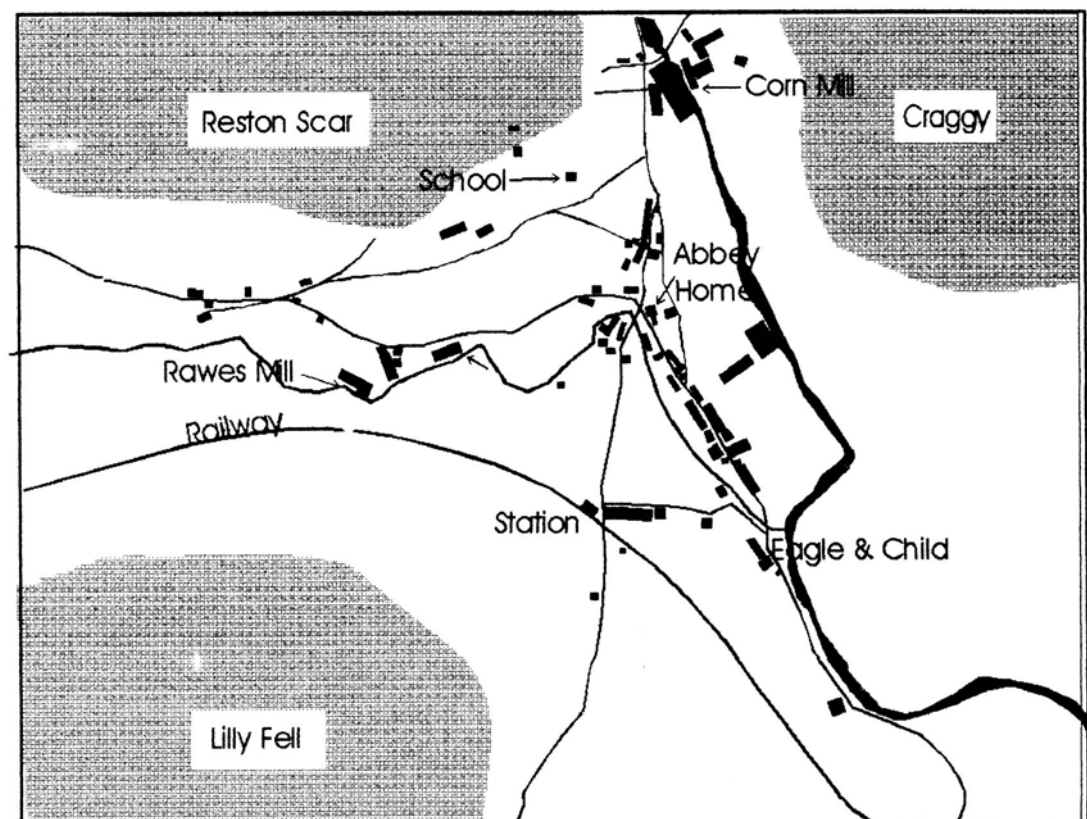 Corn Mill
Reston Scar
Craggy
School
Abbey
Home
Rawes Mill
Railway
Station
Eagle & Child
Lilly Fell